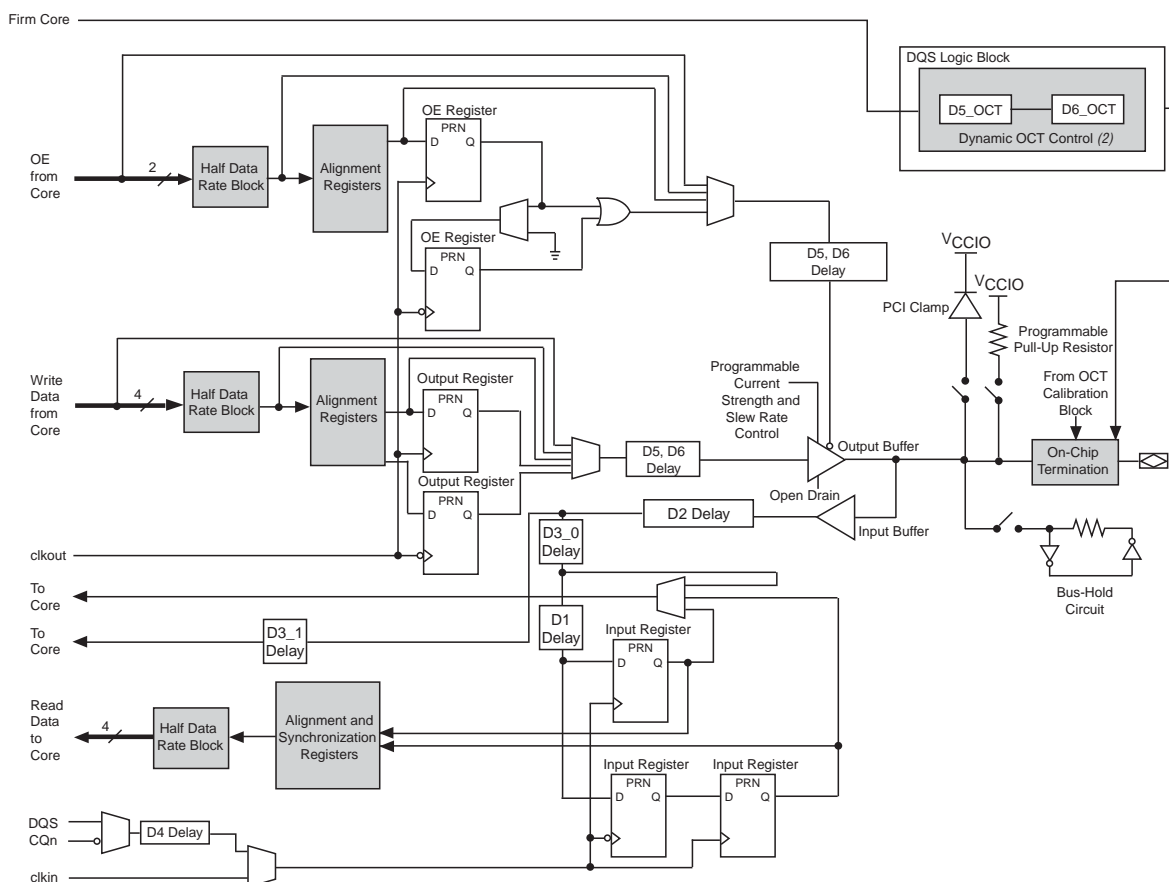 Firm Core
DQS Logic Block
D5_OCT
D6_OCT
Dynamic OCT Control (2)
OE Register
PRN
D
Q
OE
from
Core
2
Half Data
Rate Block
Alignment
Registers
OE Register
PRN
D
Q
D5, D6
Delay
VCCIO
VCCIO
PCI Clamp
Programmable
Pull-Up Resistor
From OCT
Calibration
Block
Write
Data
from
Core
4
Half Data
Rate Block
Alignment
Registers
Output Register
PRN
D
Q
Programmable
Current
Strength and
Slew Rate
Control
Output Buffer
D5, D6
Delay
On-Chip
Termination
Output Register
PRN
D
Q
Open Drain
D2 Delay
Input Buffer
clkout
D3_0
Delay
To
Core
Bus-Hold
Circuit
D1
Delay
To
Core
D3_1
Delay
Input Register
PRN
D
Q
Read
Data
to
Core
4
Half Data
Rate Block
Alignment and
Synchronization
Registers
Input Register
PRN
D
Q
Input Register
PRN
D
Q
DQS
CQn
D4 Delay
clkin